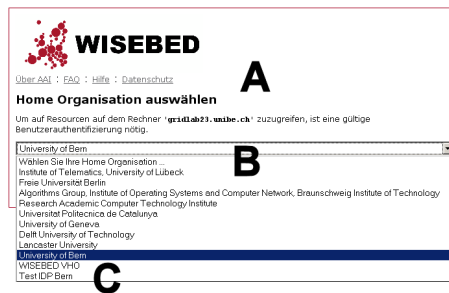 WISEBED
Über AAI : FAQ : Hilfe : Datenschutz
A
Home Organisation auswählen
Um auf Resourcen auf dem Rechner 'gridlab23.unibe.ch' zuzugreifen, ist eine gültige
Benutzerauthentifizierung nötig.
University of Bern
B
Wählen Sie Ihre Home Organisation ...
Institute of Telematics, University of Lübeck
Freie Universität Berlin
Algorithms Group, Institute of Operating Systems and Computer Network, Braunschweig Institute of Technology
Research Academic Computer Technology Institute
Universitat Politecnica de Catalunya
University of Geneva
Delft University of Technology
Lancaster University
University of Bern
WISEBED VHO
Test IDP Bern
C